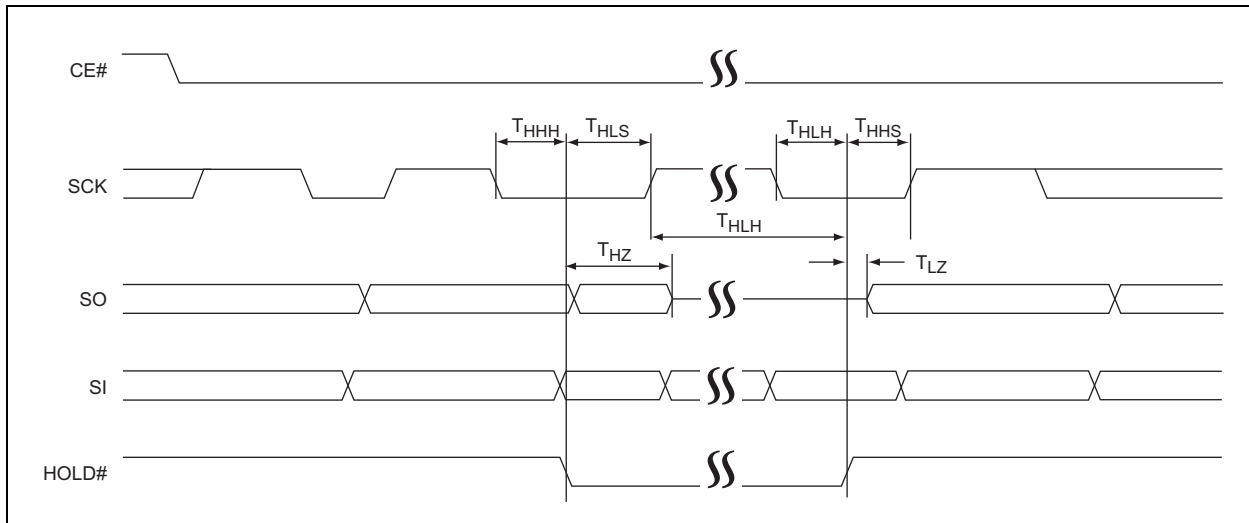 CE#
THHH THLS THLH THHS
SCK
THLH
THZ
TLZ
SO
SI
HOLD#